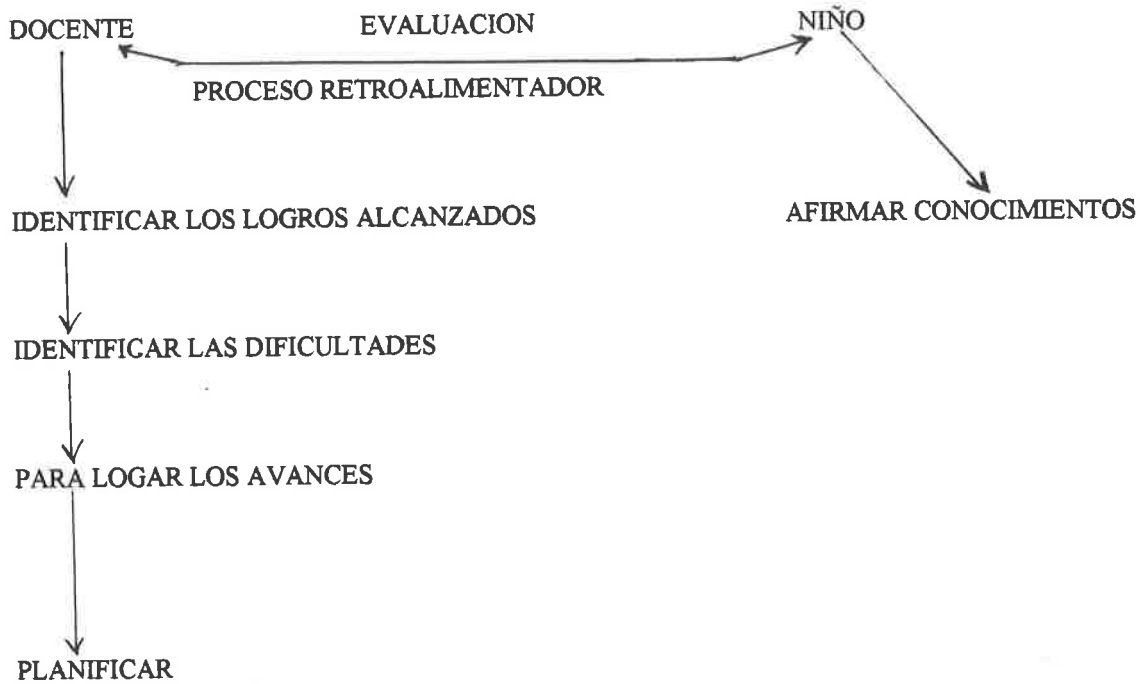 DOCENTE EVALUACION NIÑO
PROCESO RETROALIMENTADOR
IDENTIFICAR LOS LOGROS ALCANZADOS AFIRMAR CONOCIMIENTOS
IDENTIFICAR LAS DIFICULTADES
PARA LOGAR LOS AVANCES
PLANIFICAR